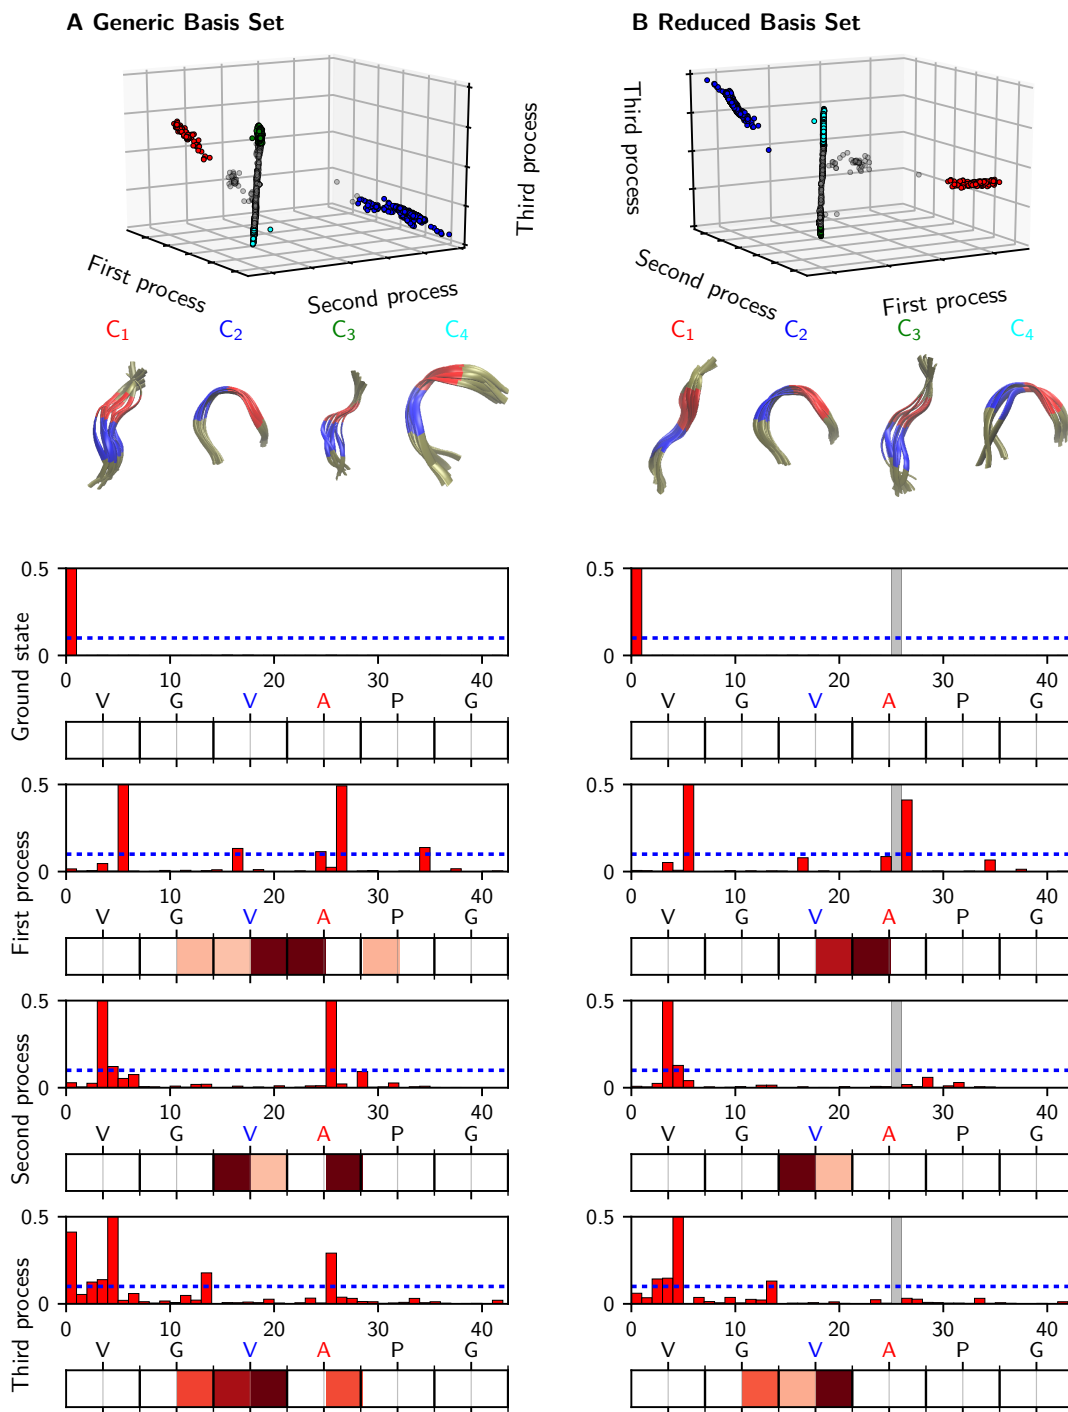 A Generic Basis Set
B Reduced Basis Set
First process
Second process
Third process
Third process
Second process
First process
C1 C2 C3 C4
C1 C2 C3 C4
Ground state
0.5
0
0 10 20 30 40
V G V A P G
0.5
0
0 10 20 30 40
V G V A P G
First process
0.5
0
0 10 20 30 40
V G V A P G
0.5
0
0 10 20 30 40
V G V A P G
Second process
0.5
0
0 10 20 30 40
V G V A P G
0.5
0
0 10 20 30 40
V G V A P G
Third process
0.5
0
0 10 20 30 40
V G V A P G
0.5
0
0 10 20 30 40
V G V A P G